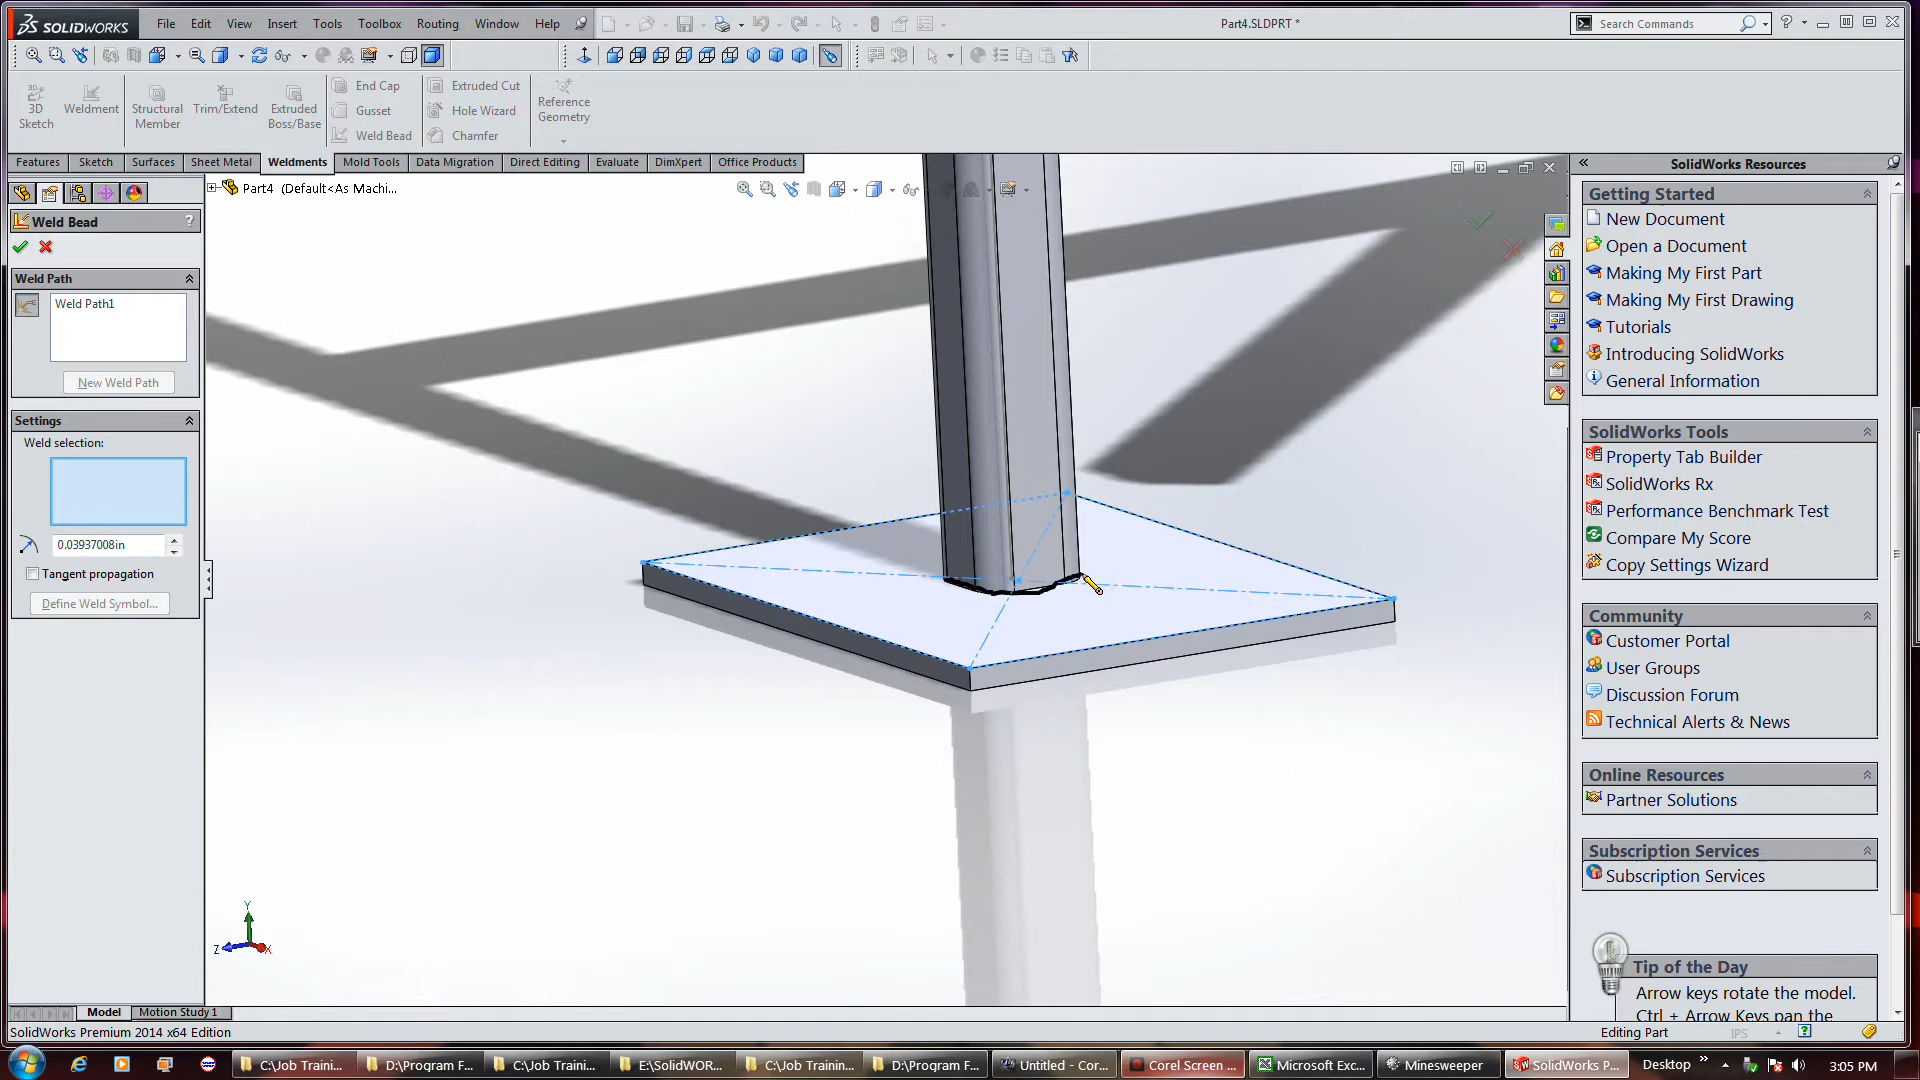 SOLIDWORKS File Edit View Insert Tools Toolbox Routing Window Help Part4.SLDPRT * Search Commands
3D Sketch
Weldment
Structural Member
Trim/Extend
Extruded Boss/Base
End Cap
Gusset
Weld Bead
Extruded Cut
Hole Wizard
Chamfer
Reference Geometry
Features Sketch Surfaces Sheet Metal Weldments Mold Tools Data Migration Direct Editing Evaluate DimXpert Office Products
Part4 (Default<As Machi...
Weld Bead ?
Weld Path
Weld Path1
New Weld Path
Settings
Weld selection:
0.03937008in
Tangent propagation
Define Weld Symbol...
Y
Z X
SolidWorks Resources
Getting Started
New Document
Open a Document
Making My First Part
Making My First Drawing
Tutorials
Introducing SolidWorks
General Information
SolidWorks Tools
Property Tab Builder
SolidWorks Rx
Performance Benchmark Test
Compare My Score
Copy Settings Wizard
Community
Customer Portal
User Groups
Discussion Forum
Technical Alerts & News
Online Resources
Partner Solutions
Subscription Services
Subscription Services
Tip of the Day
Arrow keys rotate the model.
Ctrl + Arrow Keys pan the
Model Motion Study 1
SolidWorks Premium 2014 x64 Edition Editing Part IPS
C:\Job Traini... D:\Program F... C:\Job Traini... E:\SolidWOR... C:\Job Trainin... D:\Program F... Untitled - Cor... Corel Screen ... Microsoft Exc... Minesweeper SolidWorks P... Desktop 3:05 PM